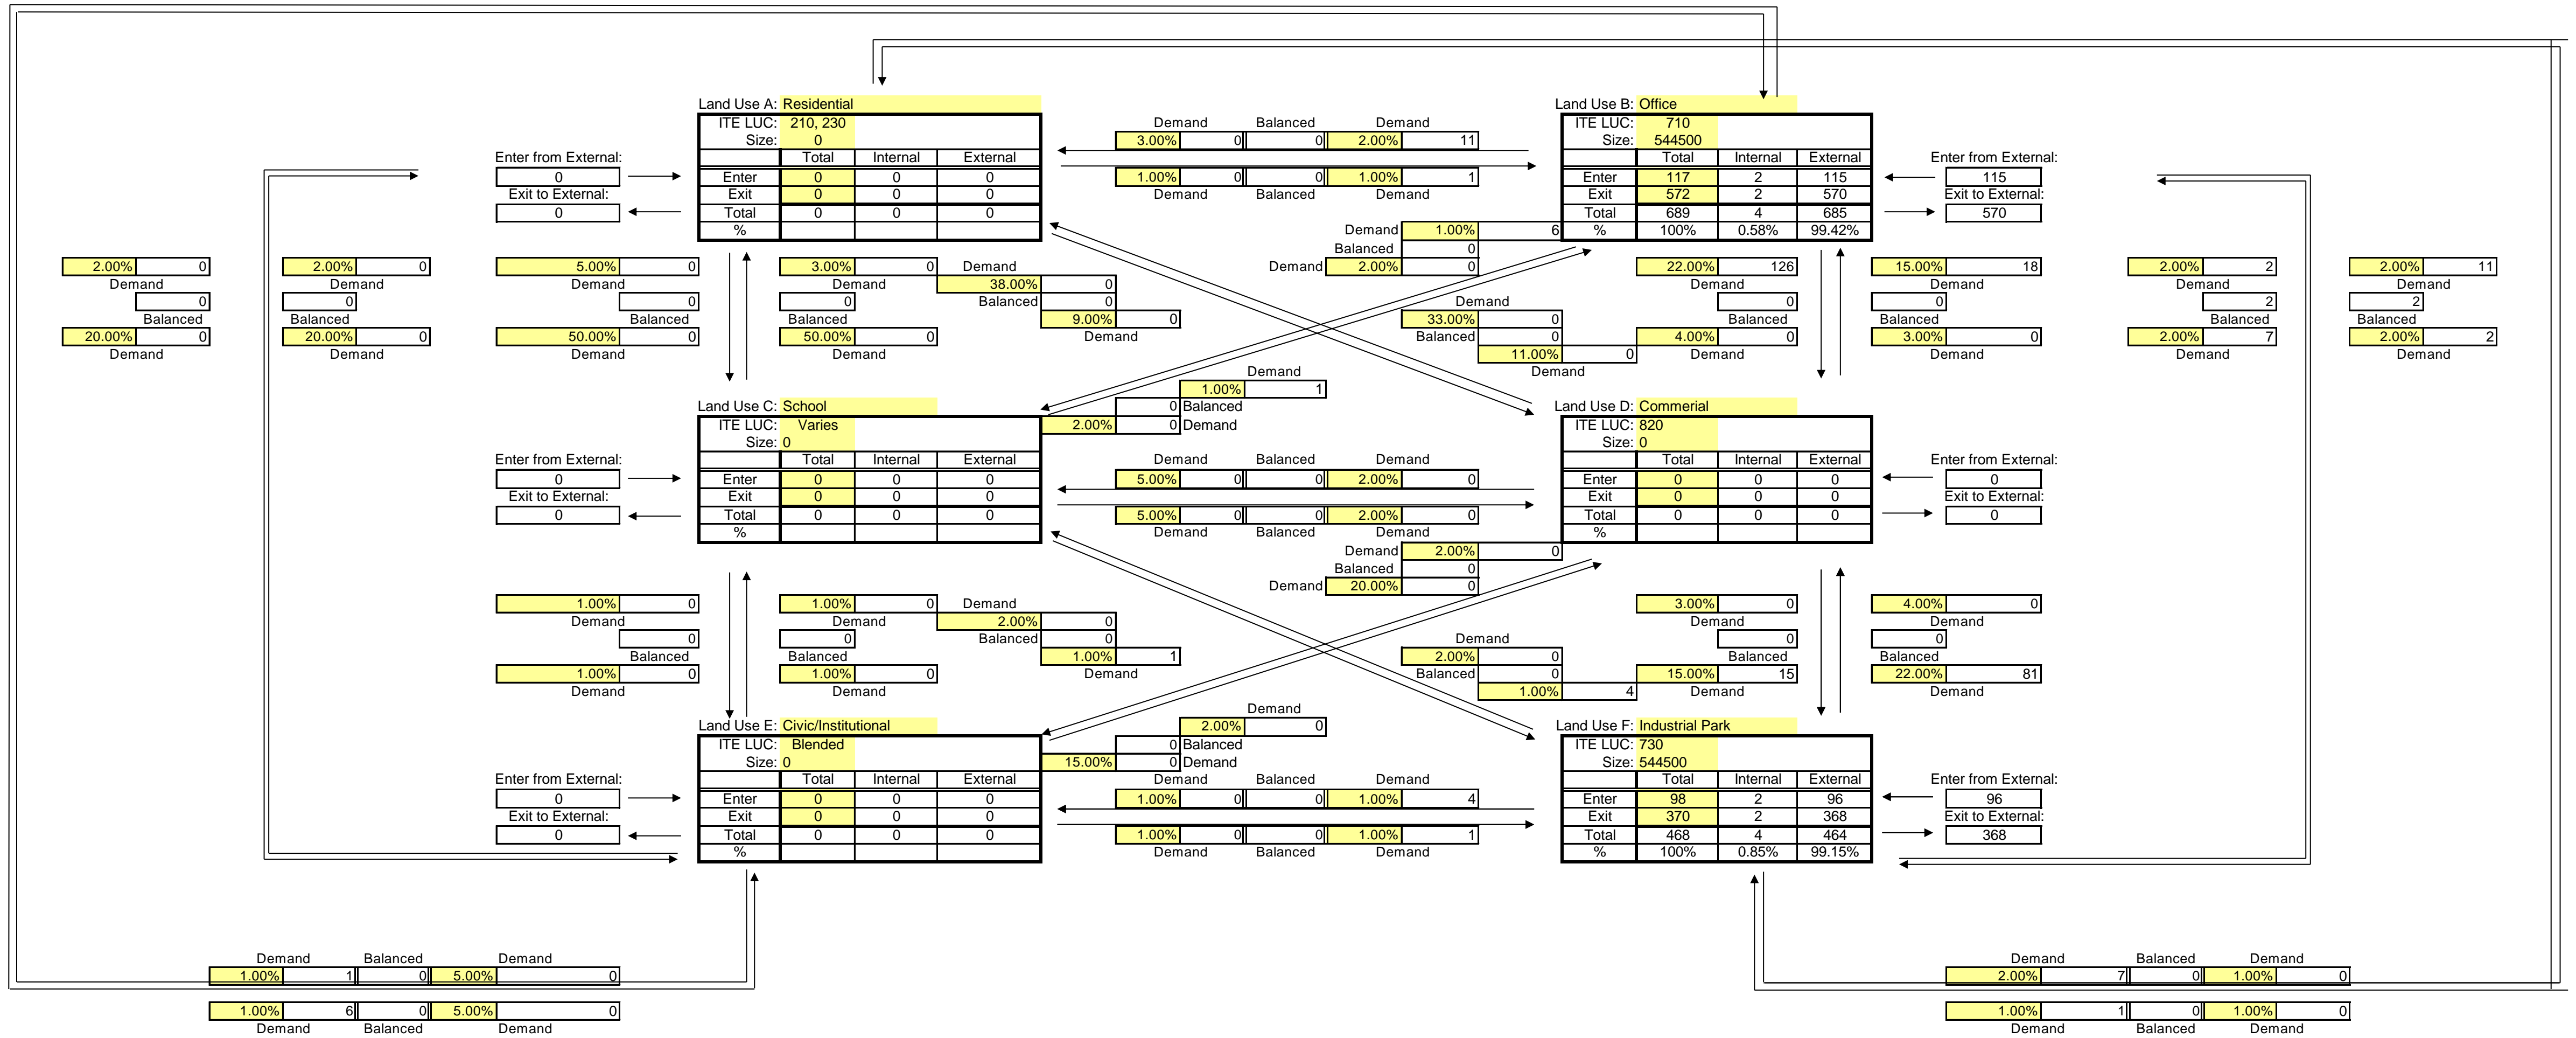 Land Use A: Residential
ITE LUC: 210, 230
Size: 0
Total Internal External
Enter 0 0 0
Exit 0 0 0
Total 0 0 0
%
Enter from External:
0
Exit to External:
0
Demand Balanced Demand
3.00% 0 0 2.00% 11
1.00% 0 0 1.00% 1
Demand Balanced Demand
Land Use B: Office
ITE LUC: 710
Size: 544500
Total Internal External
Enter 117 2 115
Exit 572 2 570
Total 689 4 685
% 100% 0.58% 99.42%
Enter from External:
115
Exit to External:
570
Demand 1.00% 6
Balanced 0
Demand 2.00% 0
2.00% 0
Demand
0
Balanced
20.00% 0
Demand
2.00% 0
Demand
0
Balanced
20.00% 0
Demand
5.00% 0
Demand
0
Balanced
50.00% 0
Demand
3.00% 0
Demand
0
Balanced
50.00% 0
Demand
Demand
38.00% 0
Balanced 0
9.00% 0
Demand
Demand
33.00% 0
Balanced 0
11.00% 0
Demand
22.00% 126
Demand
0
Balanced
4.00% 0
Demand
15.00% 18
Demand
0
Balanced
3.00% 0
Demand
2.00% 2
Demand
2
Balanced
2.00% 7
Demand
2.00% 11
Demand
2
Balanced
2.00% 2
Demand
Demand
1.00% 1
0 Balanced
2.00% 0 Demand
Land Use C: School
ITE LUC: Varies
Size: 0
Total Internal External
Enter 0 0 0
Exit 0 0 0
Total 0 0 0
%
Enter from External:
0
Exit to External:
0
Demand Balanced Demand
5.00% 0 0 2.00% 0
5.00% 0 0 2.00% 0
Demand Balanced Demand
Land Use D: Commerial
ITE LUC: 820
Size: 0
Total Internal External
Enter 0 0 0
Exit 0 0 0
Total 0 0 0
%
Enter from External:
0
Exit to External:
0
Demand 2.00% 0
Balanced 0
Demand 20.00% 0
1.00% 0
Demand
0
Balanced
1.00% 0
Demand
1.00% 0
Demand
0
Balanced
1.00% 0
Demand
Demand
2.00% 0
Balanced 0
1.00% 1
Demand
Demand
2.00% 0
Balanced 0
1.00% 4
3.00% 0
Demand
0
Balanced
15.00% 15
Demand
4.00% 0
Demand
0
Balanced
22.00% 81
Demand
Demand
2.00% 0
0 Balanced
15.00% 0 Demand
Land Use E: Civic/Institutional
ITE LUC: Blended
Size: 0
Total Internal External
Enter 0 0 0
Exit 0 0 0
Total 0 0 0
%
Enter from External:
0
Exit to External:
0
Demand Balanced Demand
1.00% 0 0 1.00% 4
1.00% 0 0 1.00% 1
Demand Balanced Demand
Land Use F: Industrial Park
ITE LUC: 730
Size: 544500
Total Internal External
Enter 98 2 96
Exit 370 2 368
Total 468 4 464
% 100% 0.85% 99.15%
Enter from External:
96
Exit to External:
368
Demand Balanced Demand
1.00% 1 0 5.00% 0
1.00% 6 0 5.00% 0
Demand Balanced Demand
Demand Balanced Demand
2.00% 7 0 1.00% 0
1.00% 1 0 1.00% 0
Demand Balanced Demand